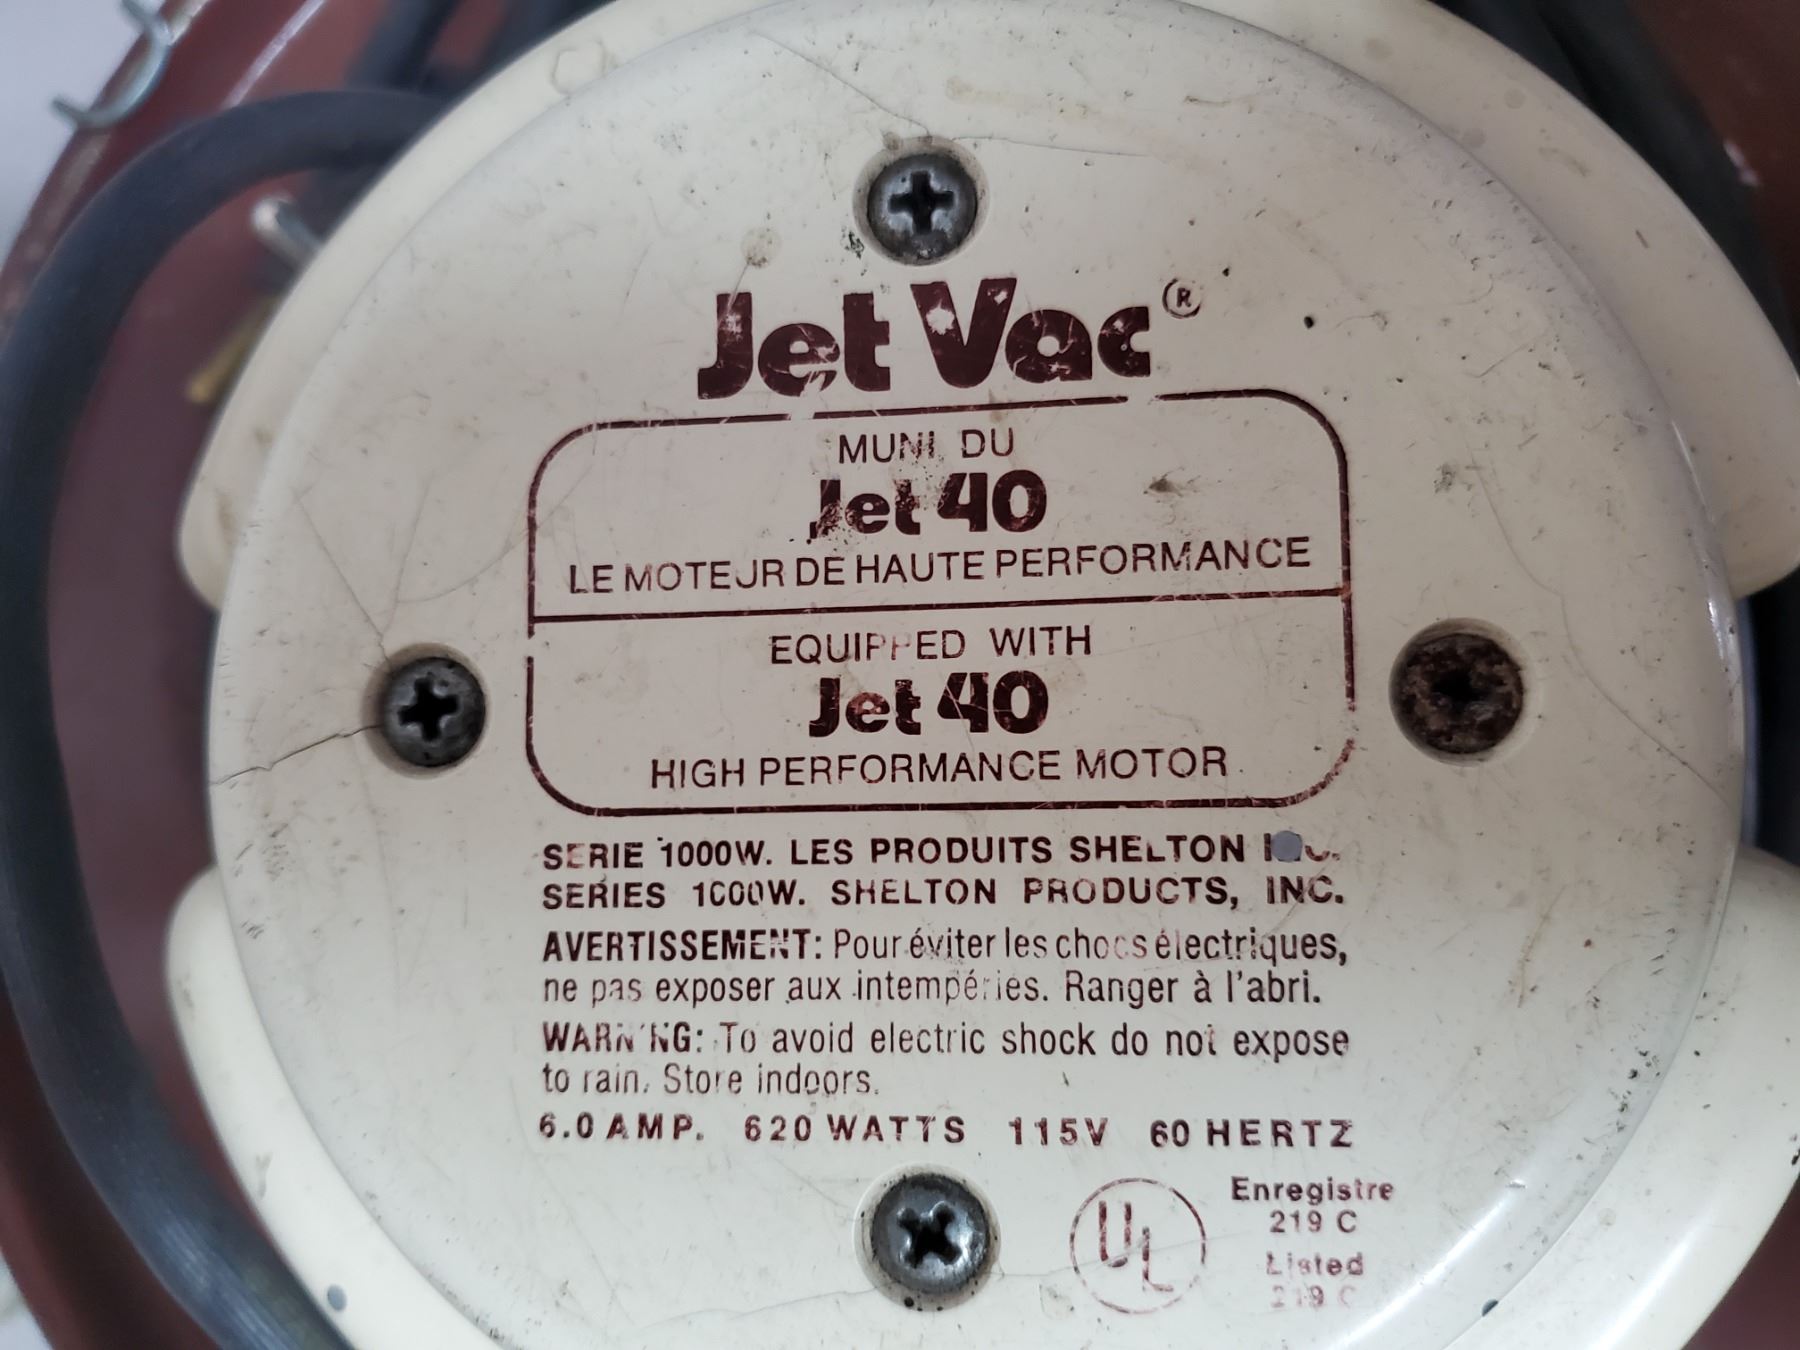 Jet Vac®
MUNI DU
Jet 40
LE MOTEUR DE HAUTE PERFORMANCE
EQUIPPED WITH
Jet 40
HIGH PERFORMANCE MOTOR
SERIE 1000W. LES PRODUITS SHELTON INC.
SERIES 1000W. SHELTON PRODUCTS, INC.
AVERTISSEMENT: Pour éviter les chocs électriques,
ne pas exposer aux intempéries. Ranger à l'abri.
WARNING: To avoid electric shock do not expose
to rain. Store indoors.
6.0 AMP. 620 WATTS 115V 60 HERTZ
UL
Enregistre
219 C
Listed
219 C